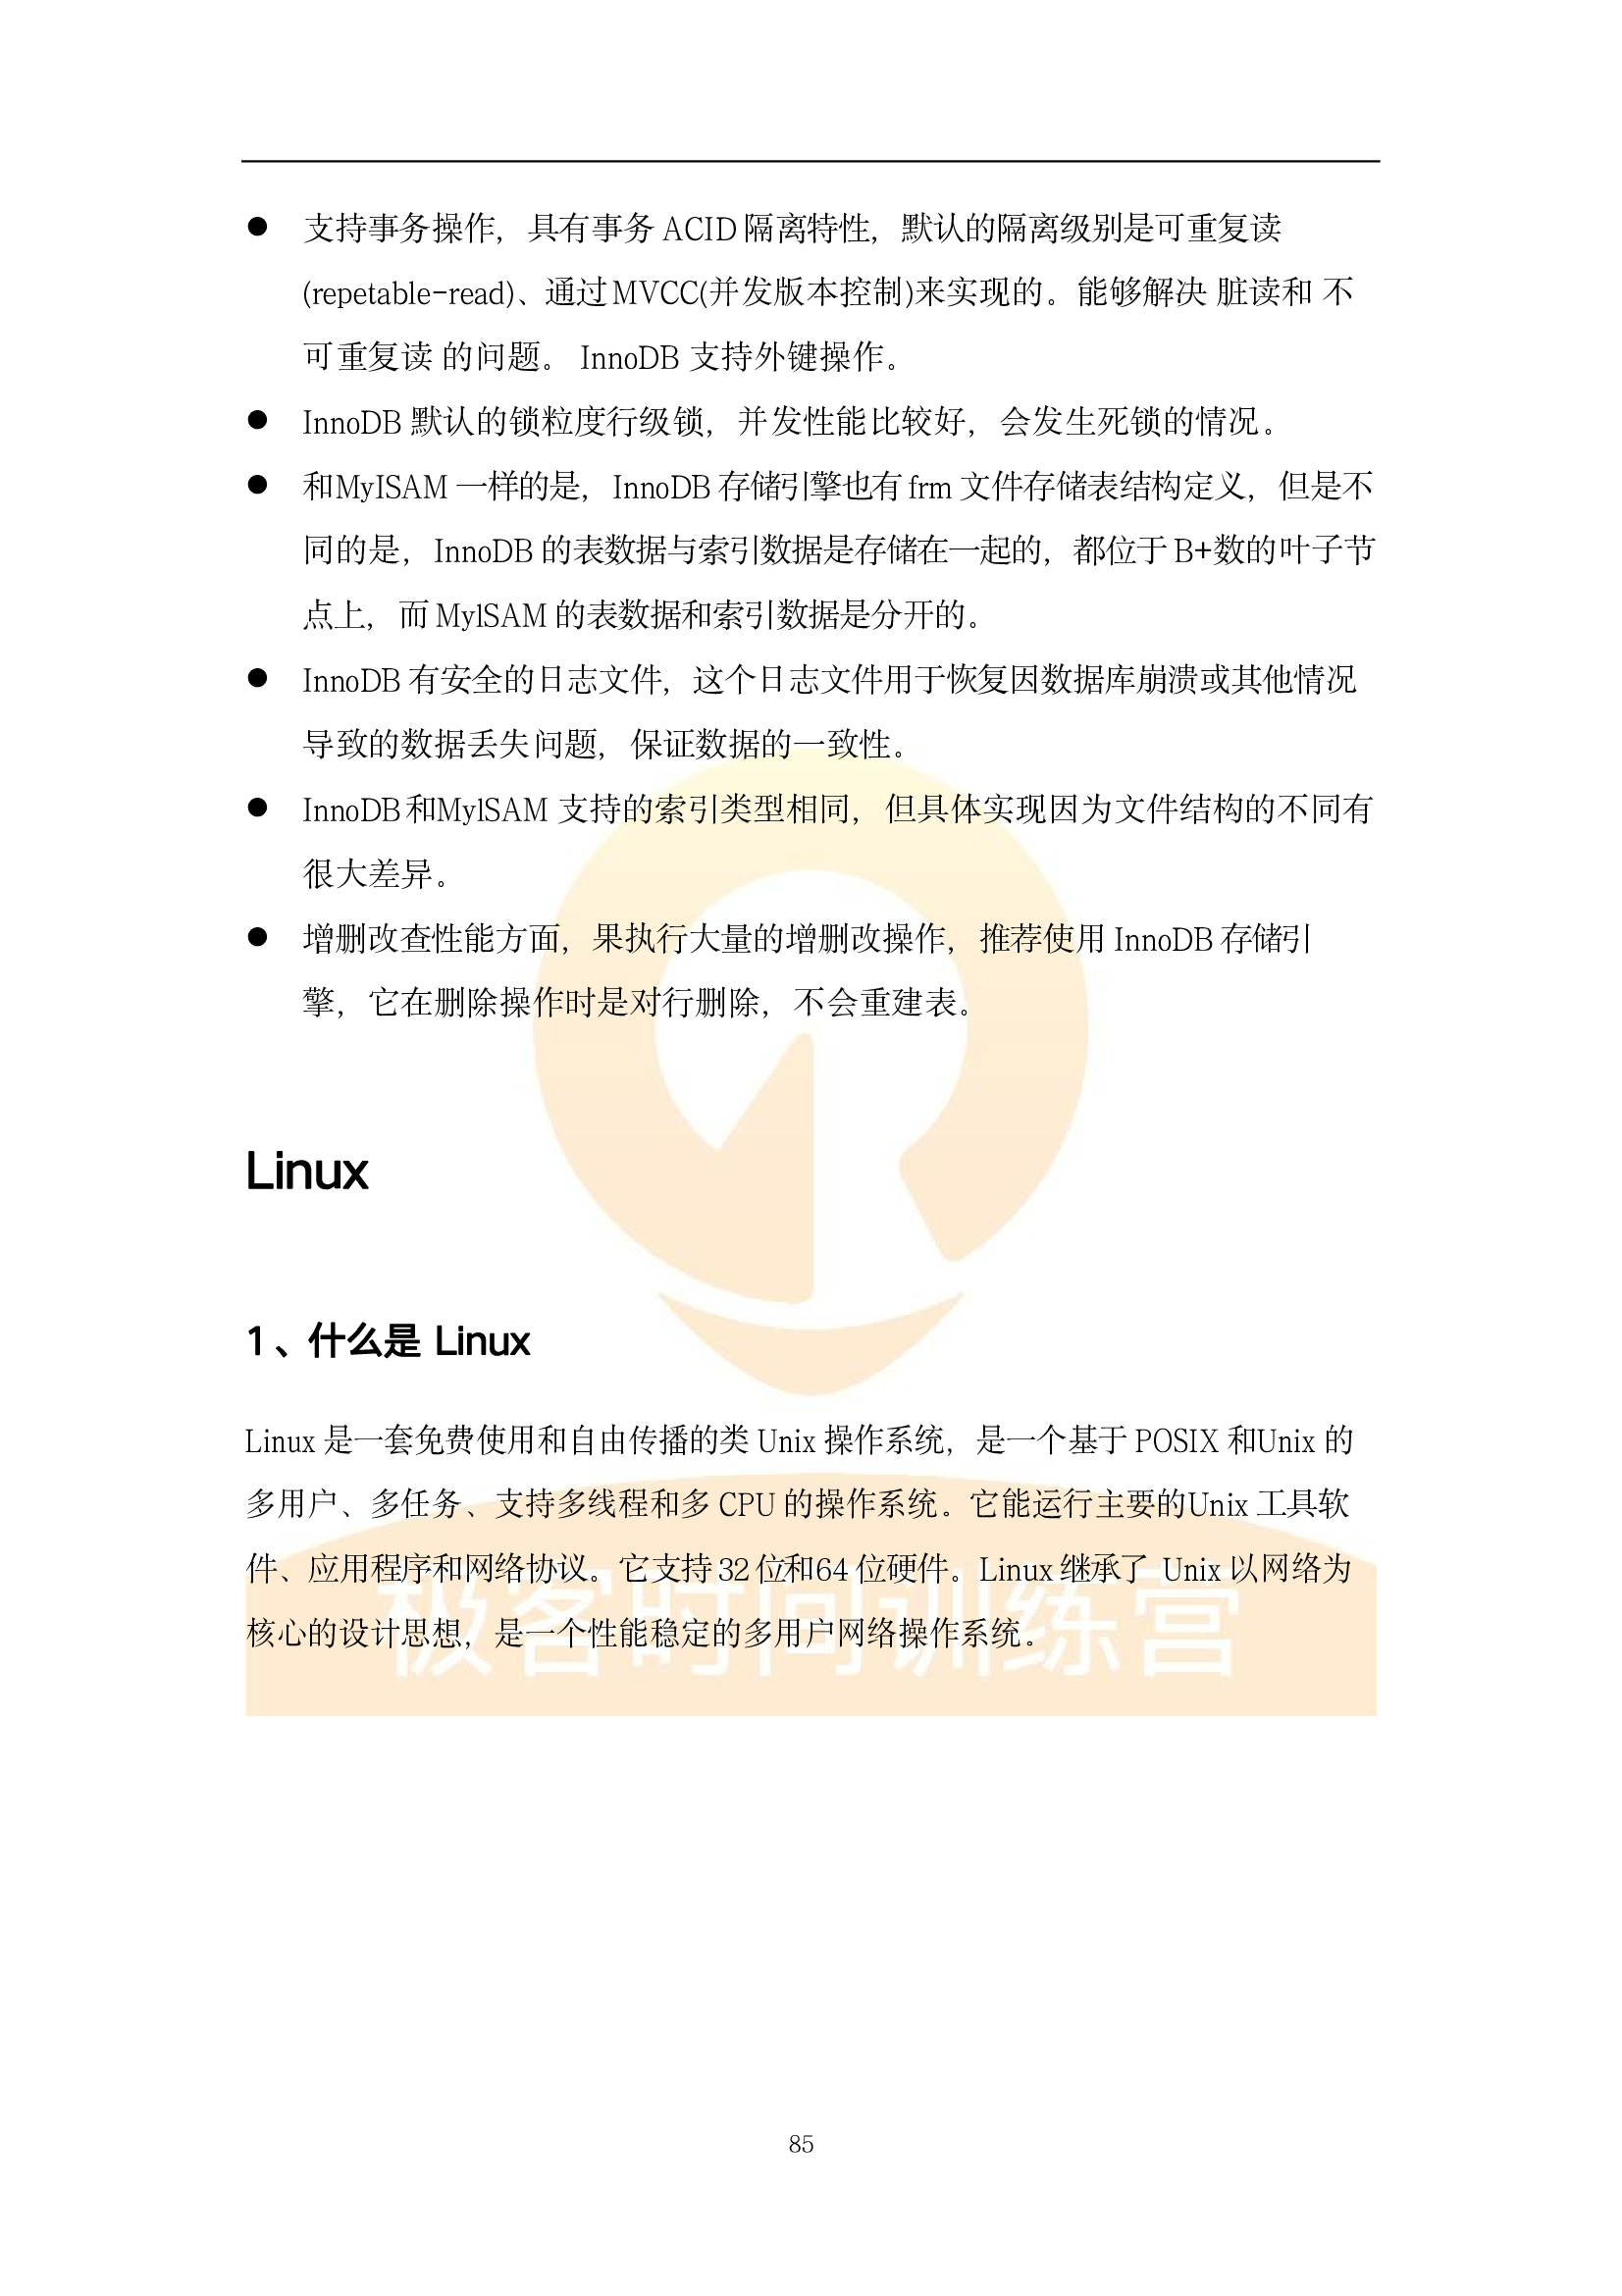 ● 支持事务操作，具有事务 ACID 隔离特性，默认的隔离级别是可重复读
(repetable-read)、通过 MVCC(并发版本控制)来实现的。能够解决 脏读和 不
可重复读 的问题。 InnoDB 支持外键操作。
● InnoDB 默认的锁粒度行级锁，并发性能比较好，会发生死锁的情况。
● 和MyISAM 一样的是，InnoDB 存储引擎也有 frm 文件存储表结构定义，但是不
同的是，InnoDB 的表数据与索引数据是存储在一起的，都位于 B+数的叶子节
点上，而 MylSAM 的表数据和索引数据是分开的。
● InnoDB 有安全的日志文件，这个日志文件用于恢复因数据库崩溃或其他情况
导致的数据丢失问题，保证数据的一致性。
● InnoDB和MylSAM 支持的索引类型相同，但具体实现因为文件结构的不同有
很大差异。
● 增删改查性能方面，果执行大量的增删改操作，推荐使用 InnoDB 存储引
擎，它在删除操作时是对行删除，不会重建表。
Linux
1、什么是 Linux
Linux 是一套免费使用和自由传播的类 Unix 操作系统，是一个基于 POSIX 和Unix 的
多用户、多任务、支持多线程和多 CPU 的操作系统。它能运行主要的Unix 工具软
件、应用程序和网络协议。它支持 32 位和64 位硬件。Linux 继承了 Unix 以网络为
核心的设计思想，是一个性能稳定的多用户网络操作系统。
极客时间训练营
85